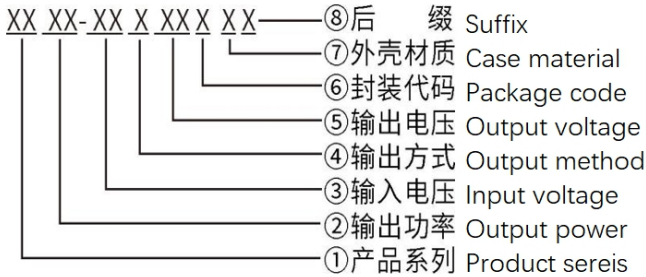 XX XX-XX X XX X X X
⑧后 缀 Suffix
⑦外壳材质 Case material
⑥封装代码 Package code
⑤输出电压 Output voltage
④输出方式 Output method
③输入电压 Input voltage
②输出功率 Output power
①产品系列 Product sereis